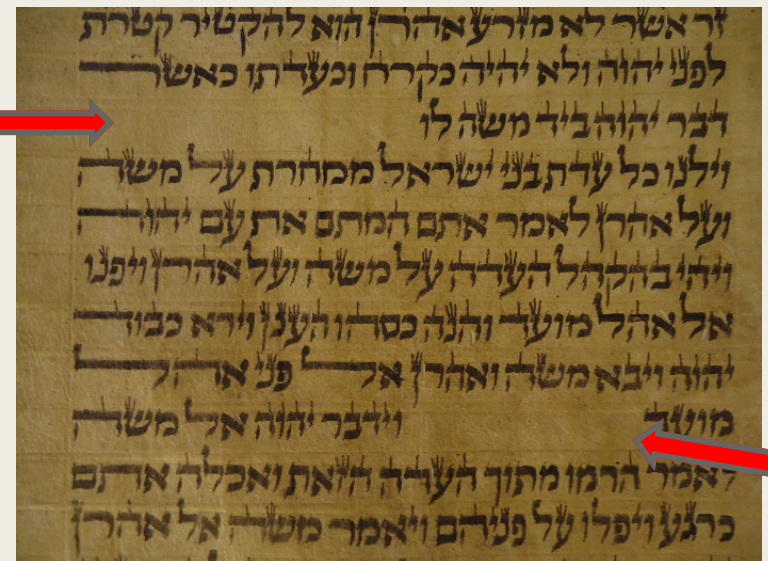 זר אשר לא מזרע אהרן הוא להקטיר קטרת
לפני יהוה ולא יהיה כקרח וכעדתו כאשר
דבר יהוה ביד משה לו
וילנו כל עדת בני ישראל ממחרת על משה
ועל אהרן לאמר אתם המתם את עם יהוה
ויהי בהקהל העדה על משה ועל אהרן ויפנו
אל אהל מועד והנה כסהו הענן וירא כבוד
יהוה ויבא משה ואהרן אל פני אהל
מועד וידבר יהוה אל משה
לאמר הרמו מתוך העדה הזאת ואכלה אתם
כרגע ויפלו על פניהם ויאמר משה אל אהרן